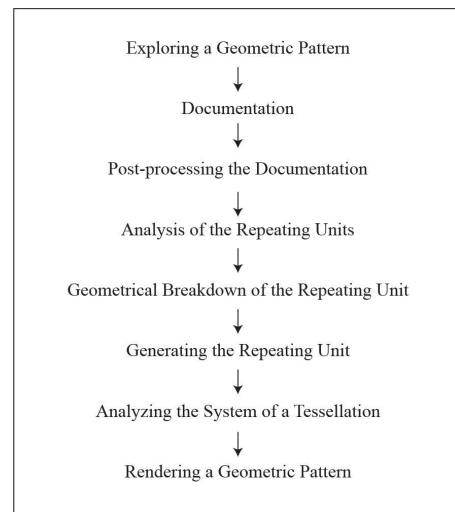 Exploring a Geometric Pattern
Documentation
Post-processing the Documentation
Analysis of the Repeating Units
Geometrical Breakdown of the Repeating Unit
Generating the Repeating Unit
Analyzing the System of a Tessellation
Rendering a Geometric Pattern